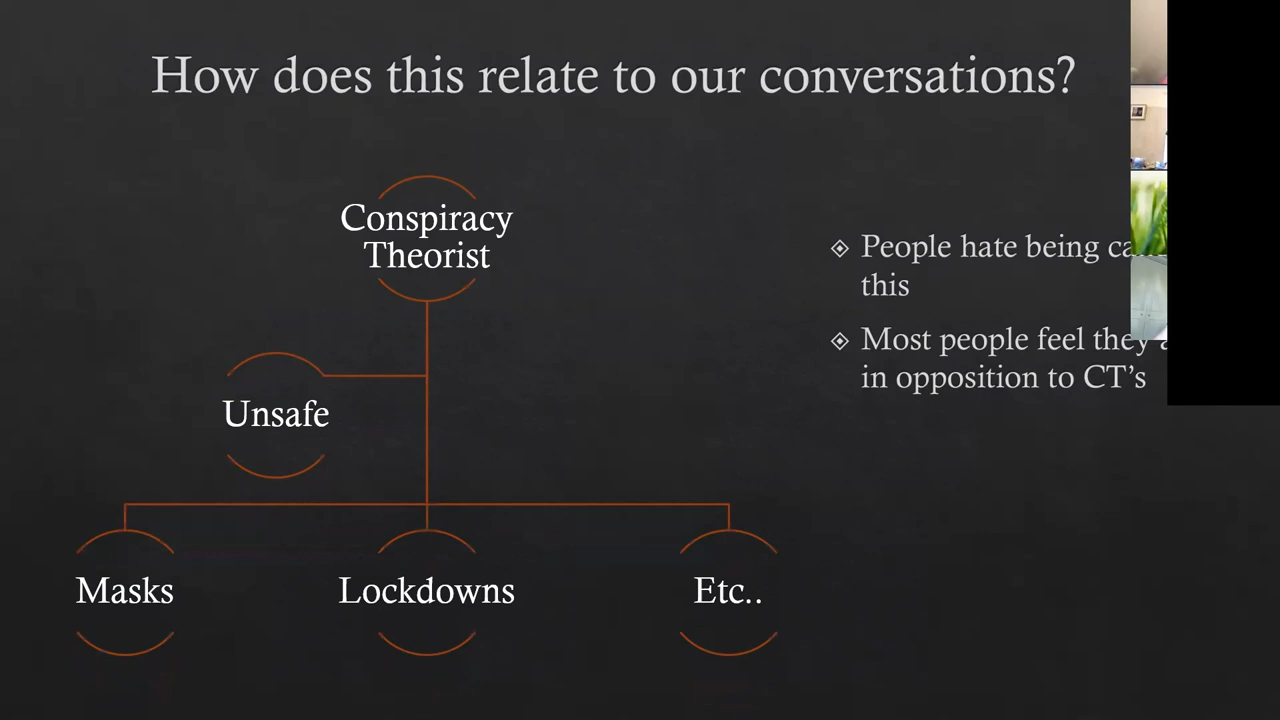 How does this relate to our conversations?
Conspiracy
Theorist
Unsafe
Masks
Lockdowns
Etc..
People hate being
this
Most people feel they
in opposition to CT's